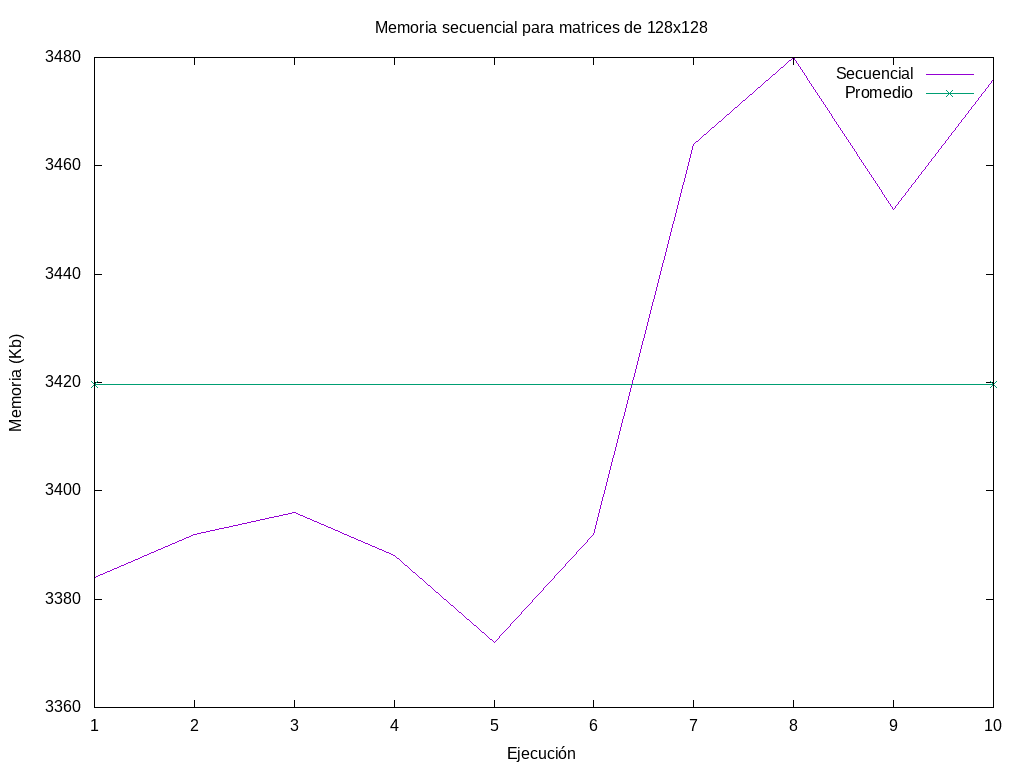 Memoria secuencial para matrices de 128x128
Secuencial
Promedio
3480
3460
3440
3420
3400
3380
3360
Memoria (Kb)
1 2 3 4 5 6 7 8 9 10
Ejecución